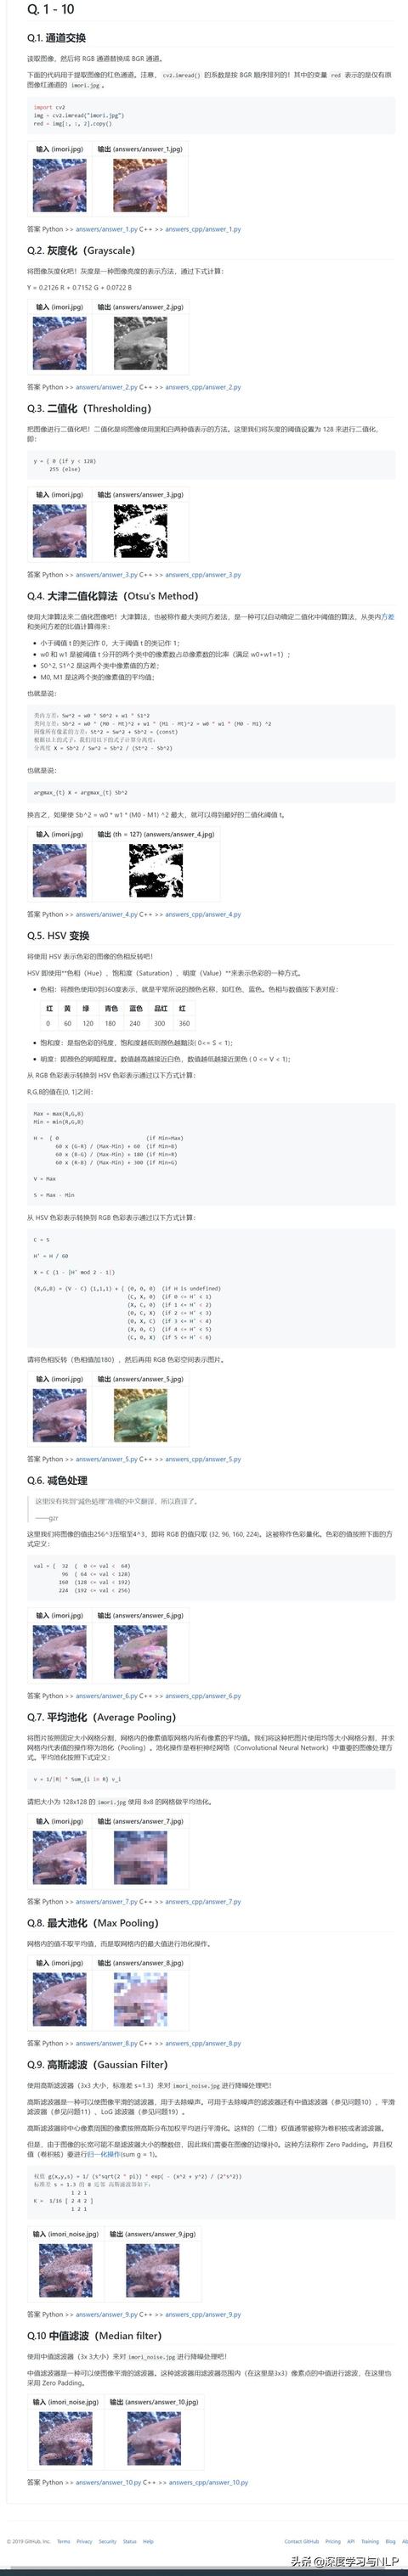 Q. 1 - 10
Q.1. 通道交换
读取图像，然后将 RGB 通道替换成 BGR 通道。
下面的代码用于提取图像的红色通道。注意，cv2.imread() 的系数是按 BGR 顺序排列的！其中的变量 red 表示的是仅有原
图像红通道的 imori.jpg。
import cv2
img = cv2.imread("imori.jpg")
red = img[:, :, 2].copy()
输入 (imori.jpg) 输出 (answers/answer_1.jpg)
答案 Python >> answers/answer_1.py C++ >> answers_cpp/answer_1.py
Q.2. 灰度化（Grayscale）
将图像灰度化吧！灰度是一种图像亮度的表示方法，通过下式计算：
Y = 0.2126 R + 0.7152 G + 0.0722 B
输入 (imori.jpg) 输出 (answers/answer_2.jpg)
答案 Python >> answers/answer_2.py C++ >> answers_cpp/answer_2.py
Q.3. 二值化（Thresholding）
把图像进行二值化吧！二值化是将图像使用黑和白两种值表示的方法。这里我们将灰度的阈值设置为 128 来进行二值化，
即：
y = { 0 (if y < 128)
255 (else)
输入 (imori.jpg) 输出 (answers/answer_3.jpg)
答案 Python >> answers/answer_3.py C++ >> answers_cpp/answer_3.py
Q.4. 大津二值化算法（Otsu's Method）
使用大津算法来二值化图像吧！大津算法，也被称作最大类间方差法，是一种可以自动确定二值化中阈值的算法，从类内方差
和类间方差的比值计算得来：
小于阈值 t 的类记作 0，大于阈值 t 的类记作 1；
w0 和 w1 是被阈值 t 分开的两个类中的像素数占总像素数的比率（满足 w0+w1=1）；
S0^2, S1^2 是这两个类中像素值的方差；
M0, M1 是这两个类的像素值的平均值；
也就是说：
类内方差：Sw^2 = w0 * S0^2 + w1 * S1^2
类间方差：Sb^2 = w0 * (M0 - Mt)^2 + w1 * (M1 - Mt)^2 = w0 * w1 * (M0 - M1) ^2
图像所有像素的方差：St^2 = Sw^2 + Sb^2 = (const)
根据以上的式子，我们用以下的式子计算分离度：
分离度 X = Sb^2 / Sw^2 = Sb^2 / (St^2 - Sb^2)
也就是说：
argmax_{t} X = argmax_{t} Sb^2
换言之，如果使 Sb^2 = w0 * w1 * (M0 - M1) ^2 最大，就可以得到最好的二值化阈值 t。
输入 (imori.jpg) 输出 (th = 127) (answers/answer_4.jpg)
答案 Python >> answers/answer_4.py C++ >> answers_cpp/answer_4.py
Q.5. HSV 变换
将使用 HSV 表示色彩的图像的色相反转吧！
HSV 即使用**色相（Hue）、饱和度（Saturation）、明度（Value）**来表示色彩的一种方式。
色相：将颜色使用0到360度表示，就是平常所说的颜色名称，如红色、蓝色。色相与数值按下表对应：
红 黄 绿 青色 蓝色 品红 红
0 60 120 180 240 300 360
饱和度：是指色彩的纯度，饱和度越低则颜色越黯淡( 0<= S < 1)；
明度：即颜色的明暗程度。数值越高越接近白色，数值越低越接近黑色 ( 0 <= V < 1)；
从 RGB 色彩表示转换到 HSV 色彩表示通过以下方式计算：
R,G,B的值在[0, 1]之间：
Max = max(R,G,B)
Min = min(R,G,B)
H = { 0 (if Min=Max)
60 x (G-R) / (Max-Min) + 60 (if Min=B)
60 x (B-G) / (Max-Min) + 180 (if Min=R)
60 x (R-B) / (Max-Min) + 300 (if Min=G)
V = Max
S = Max - Min
从 HSV 色彩表示转换到 RGB 色彩表示通过以下方式计算：
C = S
H' = H / 60
X = C (1 - |H' mod 2 - 1|)
(R,G,B) = (V - C) (1,1,1) + { (0, 0, 0) (if H is undefined)
(C, X, 0) (if 0 <= H' < 1)
(X, C, 0) (if 1 <= H' < 2)
(0, C, X) (if 2 <= H' < 3)
(0, X, C) (if 3 <= H' < 4)
(X, 0, C) (if 4 <= H' < 5)
(C, 0, X) (if 5 <= H' < 6)
请将色相反转（色相值加180），然后再用 RGB 色彩空间表示图片。
输入 (imori.jpg) 输出 (answers/answer_5.jpg)
答案 Python >> answers/answer_5.py C++ >> answers_cpp/answer_5.py
Q.6. 减色处理
这里没有找到"减色処理"准确的中文翻译，所以直译了。
——gzr
这里我们将图像的值由256^3压缩至4^3，即将 RGB 的值只取 {32, 96, 160, 224}。这被称作色彩量化。色彩的值按照下面的方
式定义：
val = { 32 ( 0 <= val < 64)
96 ( 64 <= val < 128)
160 (128 <= val < 192)
224 (192 <= val < 256)
输入 (imori.jpg) 输出 (answers/answer_6.jpg)
答案 Python >> answers/answer_6.py C++ >> answers_cpp/answer_6.py
Q.7. 平均池化（Average Pooling）
将图片按照固定大小网格分割，网格内的像素值取网格内所有像素的平均值。我们将这种把图片使用均等大小网格分割，并求
网格内代表值的操作称为池化（Pooling）。池化操作是卷积神经网络（Convolutional Neural Network）中重要的图像处理方
式。平均池化按照下式定义：
v = 1/|R| * Sum_{i in R} v_i
请把大小为 128x128 的 imori.jpg 使用 8x8 的网格做平均池化。
输入 (imori.jpg) 输出 (answers/answer_7.jpg)
答案 Python >> answers/answer_7.py C++ >> answers_cpp/answer_7.py
Q.8. 最大池化（Max Pooling）
网格内的值不取平均值，而是取网格内的最大值进行池化操作。
输入 (imori.jpg) 输出 (answers/answer_8.jpg)
答案 Python >> answers/answer_8.py C++ >> answers_cpp/answer_8.py
Q.9. 高斯滤波（Gaussian Filter）
使用高斯滤波器（3x3 大小，标准差 s=1.3）来对 imori_noise.jpg 进行降噪处理吧！
高斯滤波器是一种可以使图像平滑的滤波器，用于去除噪声。可用于去除噪声的滤波器还有中值滤波器（参见问题10），平滑
滤波器（参见问题11）、LoG 滤波器（参见问题19）。
高斯滤波器将中心像素周围的像素按照高斯分布加权平均进行平滑化。这样的（二维）权值通常被称为卷积核或者滤波器。
但是，由于图像的长宽可能不是滤波器大小的整数倍，因此我们需要在图像的边缘补0。这种方法称作 Zero Padding。并且权
值（卷积核）要进行归一化操作(sum g = 1)。
权值 g(x,y,s) = 1/ (s*sqrt(2 * pi)) * exp( - (x^2 + y^2) / (2*s^2))
标准差 s = 1.3 的 8 近邻 高斯滤波器如下：
1 2 1
K = 1/16 [ 2 4 2 ]
1 2 1
输入 (imori_noise.jpg) 输出 (answers/answer_9.jpg)
答案 Python >> answers/answer_9.py C++ >> answers_cpp/answer_9.py
Q.10 中值滤波（Median filter）
使用中值滤波器（3x3大小）来对 imori_noise.jpg 进行降噪处理吧！
中值滤波器是一种可以使图像平滑的滤波器。这种滤波器用滤波器范围内（在这里是3x3）像素点的中值进行滤波，在这里也
采用 Zero Padding。
输入 (imori_noise.jpg) 输出 (answers/answer_10.jpg)
答案 Python >> answers/answer_10.py C++ >> answers_cpp/answer_10.py
© 2019 GitHub, Inc. Terms Privacy Security Status Help Contact GitHub Pricing API Training Blog Ab
头条 @深度学习与NLP